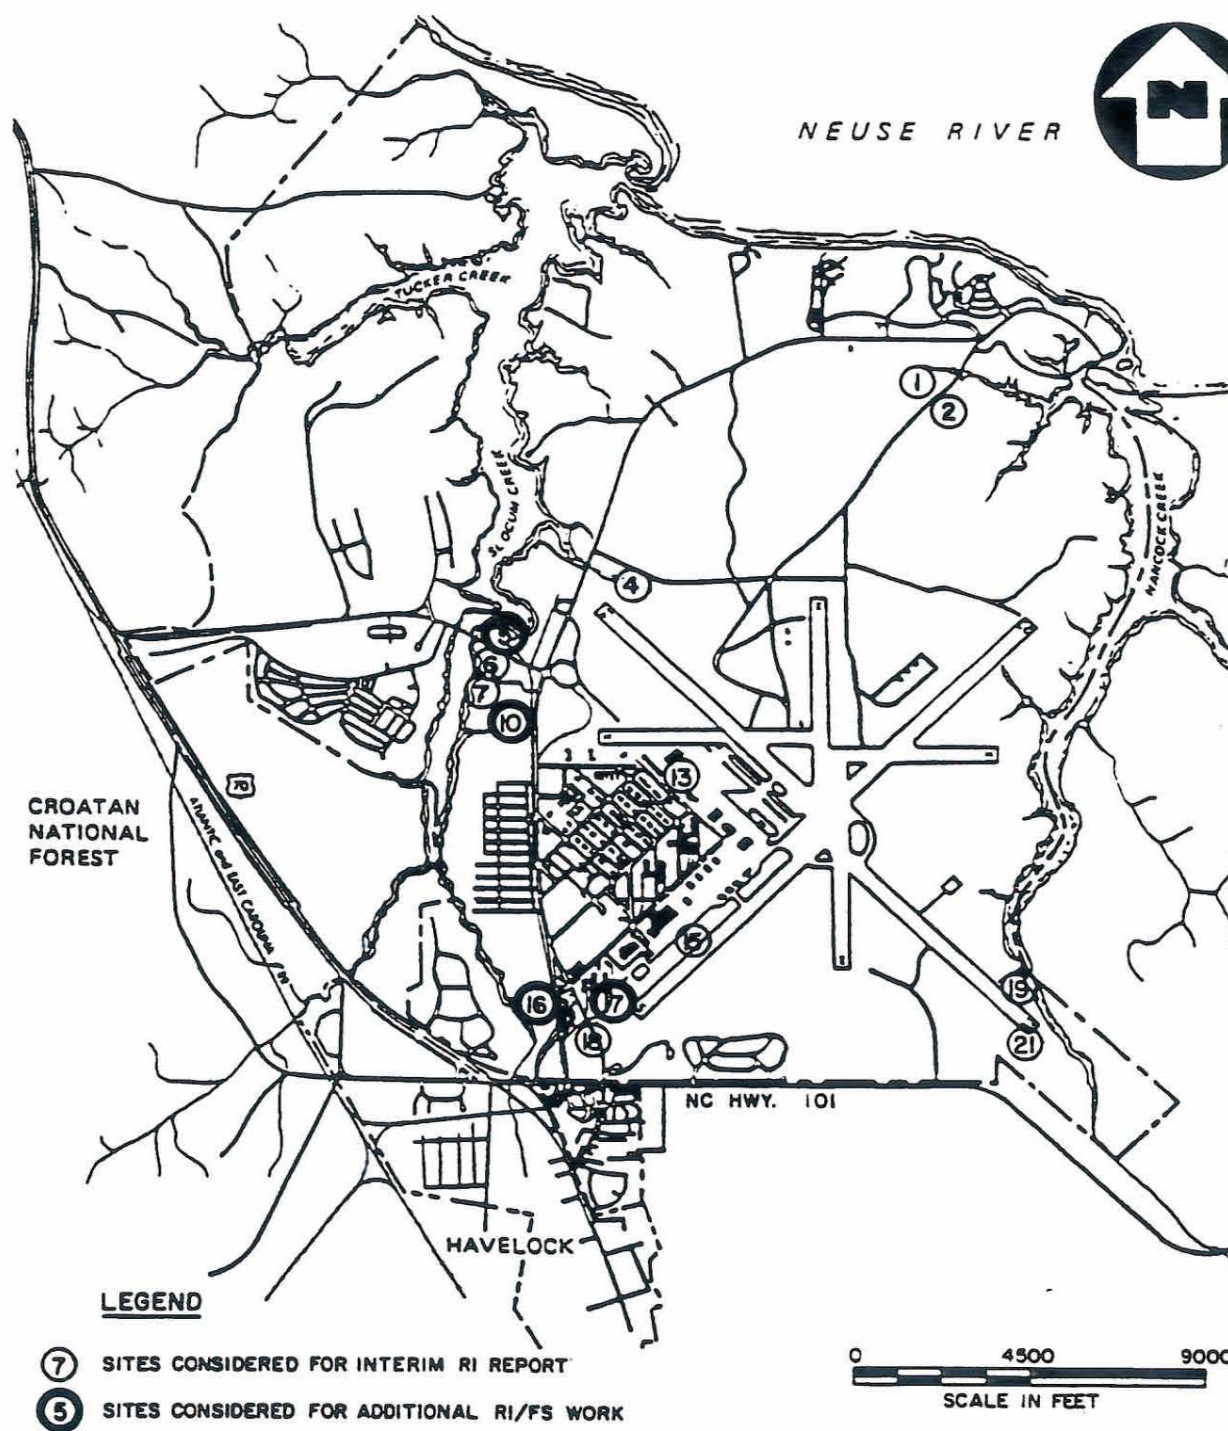 NEUSE RIVER
N
TUCKER CREEK
1
2
SLOCUM CREEK
HANCOCK CREEK
4
5
6
7
10
70
13
CROATAN
NATIONAL
FOREST
ATLANTIC and EAST CAROLINA
15
16
17
18
19
21
NC HWY. 101
HAVELOCK
LEGEND
7 SITES CONSIDERED FOR INTERIM RI REPORT
5 SITES CONSIDERED FOR ADDITIONAL RI/FS WORK
0 4500 9000
SCALE IN FEET